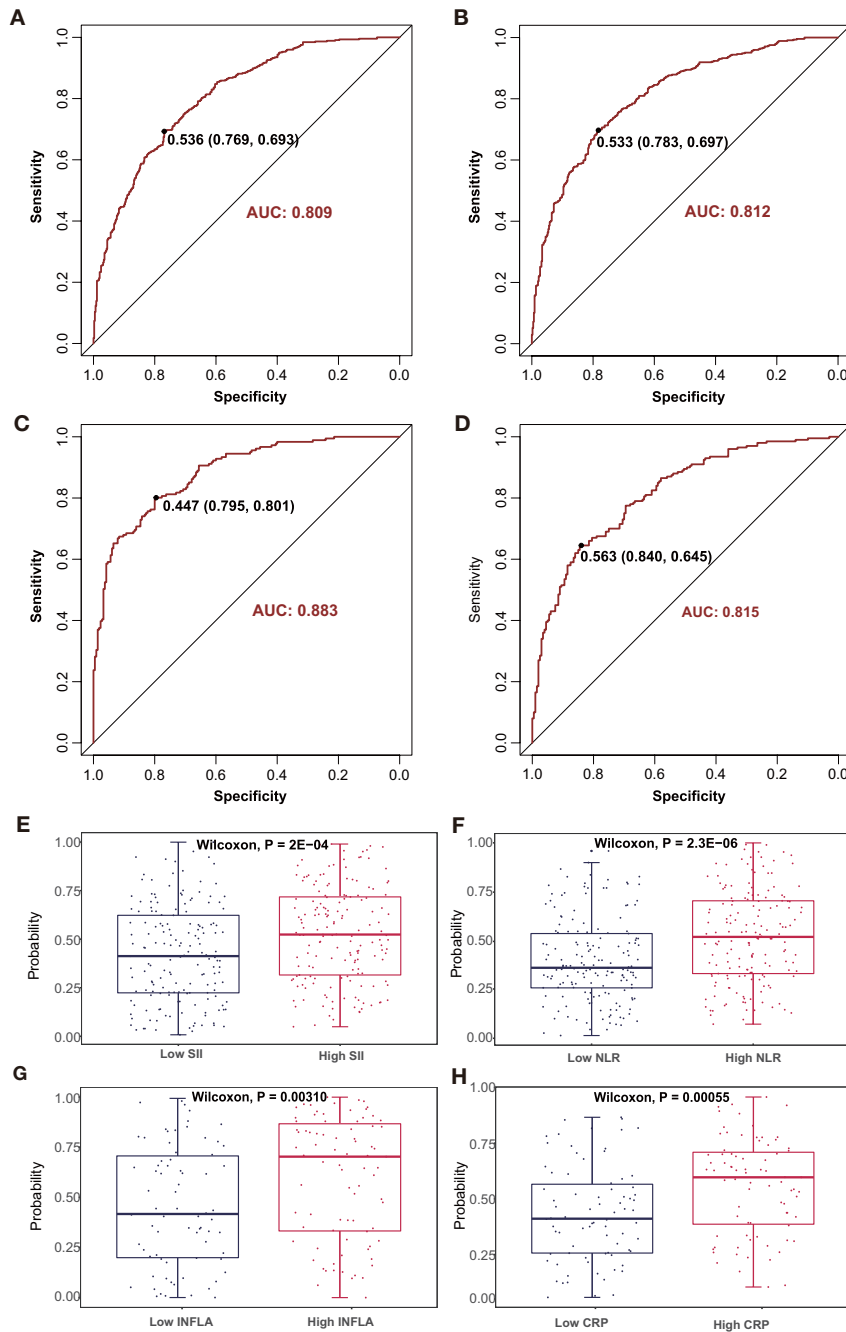 A
1.0
0.8
0.6
0.4
0.2
0.0
Sensitivity
0.536 (0.769, 0.693)
AUC: 0.809
1.0 0.8 0.6 0.4 0.2 0.0
Specificity
B
1.0
0.8
0.6
0.4
0.2
0.0
Sensitivity
0.533 (0.783, 0.697)
AUC: 0.812
1.0 0.8 0.6 0.4 0.2 0.0
Specificity
C
1.0
0.8
0.6
0.4
0.2
0.0
Sensitivity
0.447 (0.795, 0.801)
AUC: 0.883
1.0 0.8 0.6 0.4 0.2 0.0
Specificity
D
1.0
0.8
0.6
0.4
0.2
0.0
Sensitivity
0.563 (0.840, 0.645)
AUC: 0.815
1.0 0.8 0.6 0.4 0.2 0.0
Specificity
E
Wilcoxon, P = 2E−04
1.00
0.75
0.50
0.25
0.00
Probability
Low SII High SII
F
Wilcoxon, P = 2.3E−06
1.00
0.75
0.50
0.25
0.00
Probability
Low NLR High NLR
G
Wilcoxon, P = 0.00310
1.00
0.75
0.50
0.25
0.00
Probability
Low INFLA High INFLA
H
Wilcoxon, P = 0.00055
1.00
0.75
0.50
0.25
0.00
Probability
Low CRP High CRP